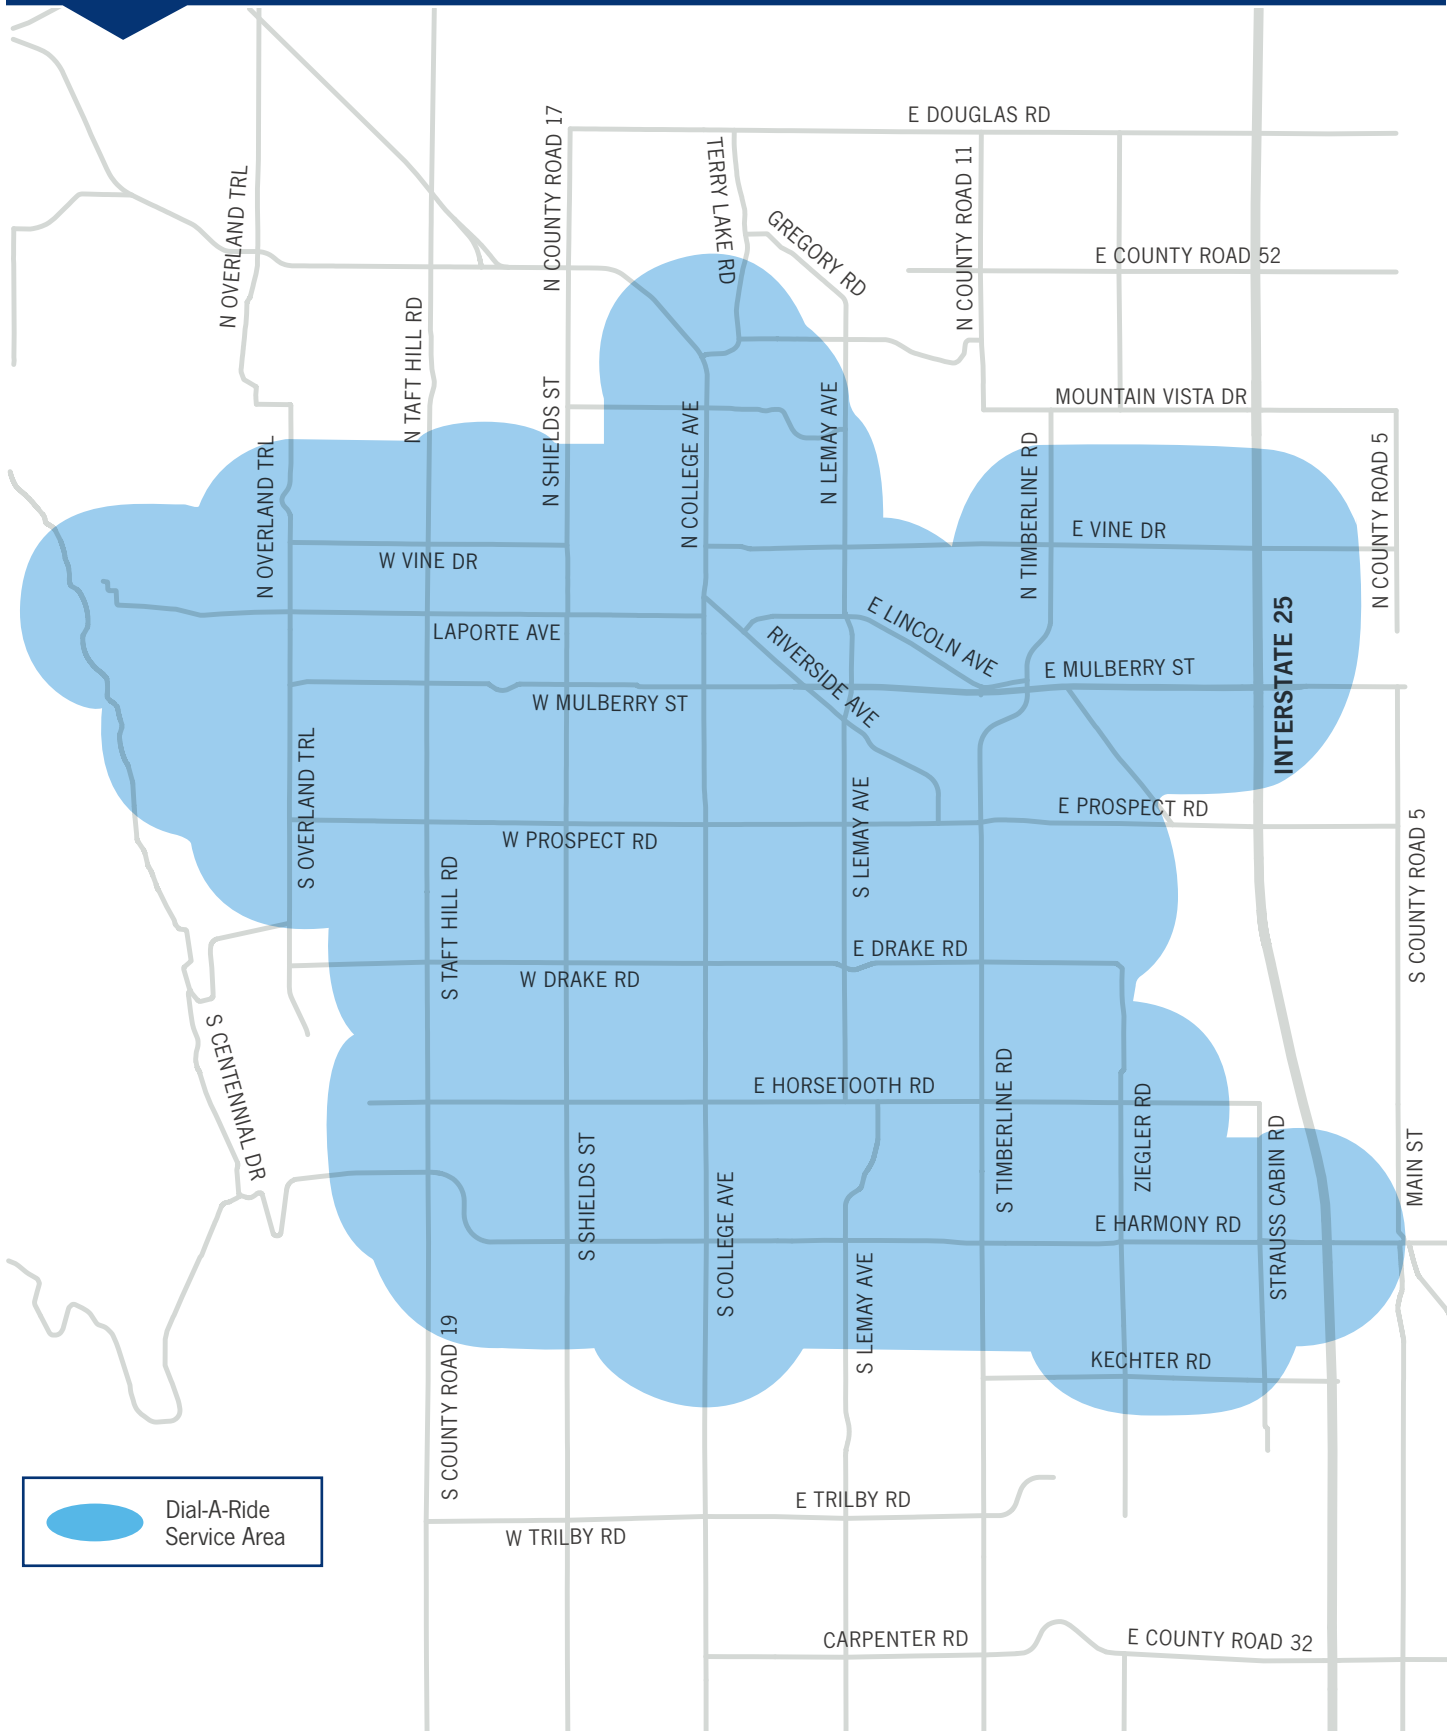 E DOUGLAS RD
N COUNTY ROAD 17
TERRY LAKE RD
N COUNTY ROAD 11
N OVERLAND TRL
GREGORY RD
E COUNTY ROAD 52
N TAFT HILL RD
N SHIELDS ST
N COLLEGE AVE
N LEMAY AVE
MOUNTAIN VISTA DR
N OVERLAND TRL
N TIMBERLINE RD
N COUNTY ROAD 5
E VINE DR
W VINE DR
E LINCOLN AVE
LAPORTE AVE
RIVERSIDE AVE
INTERSTATE 25
E MULBERRY ST
W MULBERRY ST
S OVERLAND TRL
S LEMAY AVE
E PROSPECT RD
W PROSPECT RD
S COUNTY ROAD 5
S TAFT HILL RD
E DRAKE RD
W DRAKE RD
S CENTENNIAL DR
E HORSETOOTH RD
S TIMBERLINE RD
ZIEGLER RD
STRAUSS CABIN RD
MAIN ST
S SHIELDS ST
S COLLEGE AVE
E HARMONY RD
S LEMAY AVE
S COUNTY ROAD 19
KECHTER RD
E TRILBY RD
W TRILBY RD
Dial-A-Ride
Service Area
CARPENTER RD
E COUNTY ROAD 32